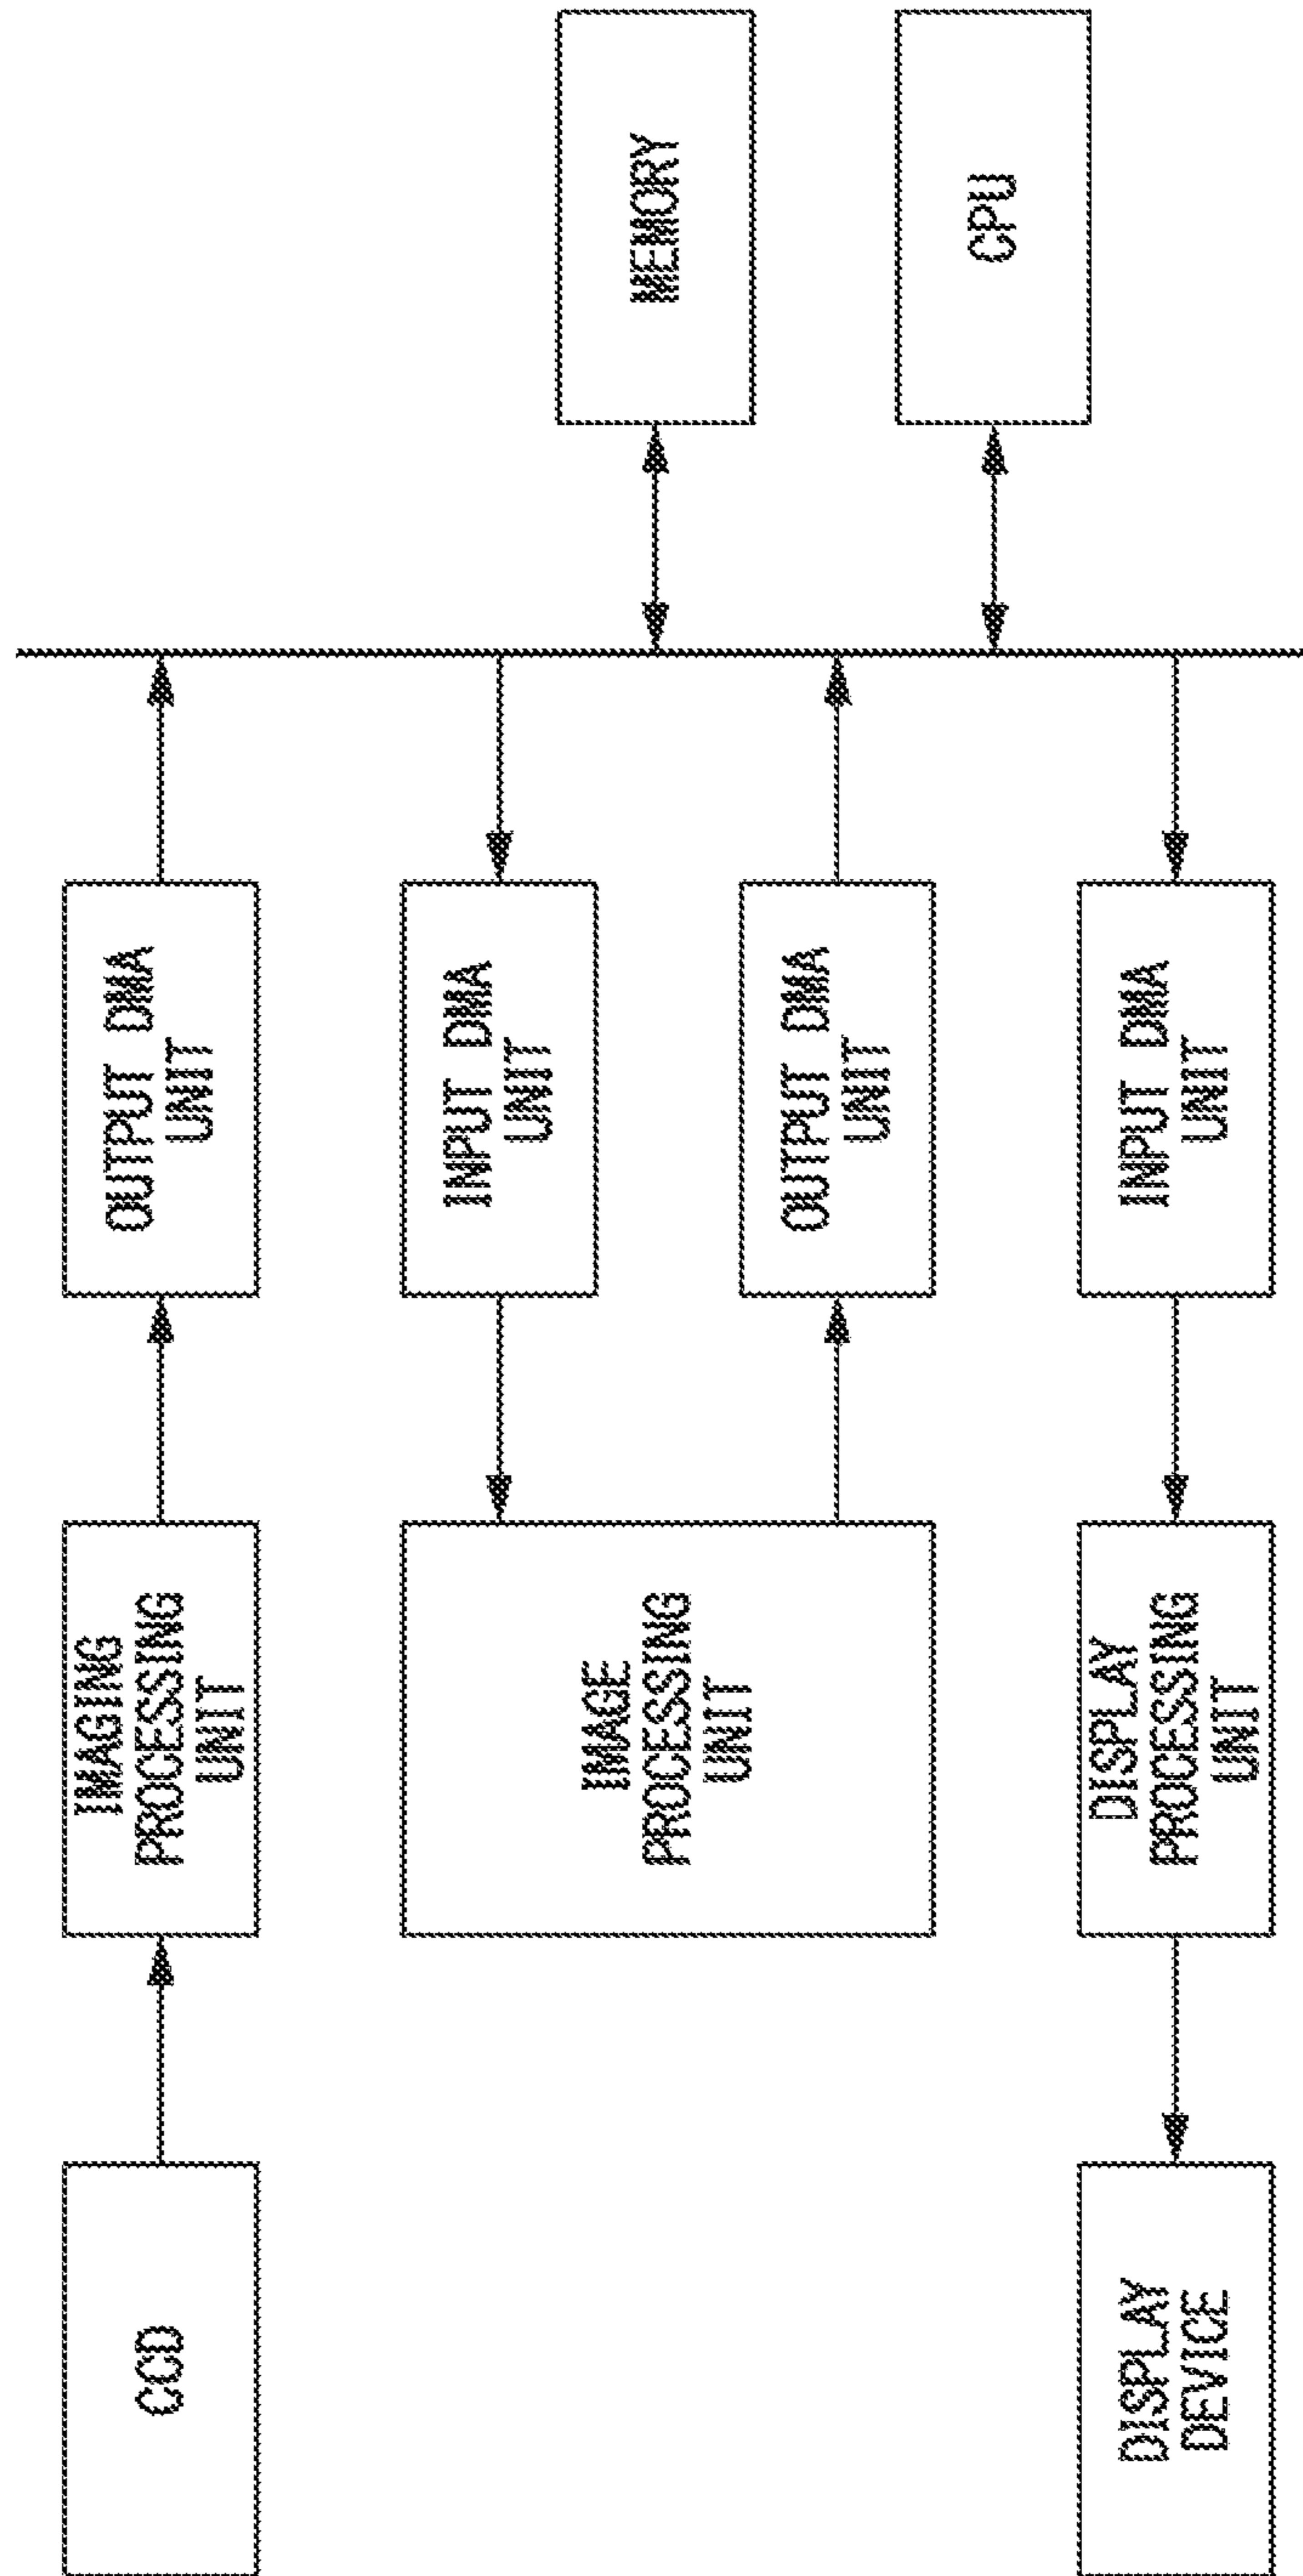 CCD
IMAGING
PROCESSING
UNIT
OUTPUT DMA
UNIT
IMAGE
PROCESSING
UNIT
INPUT DMA
UNIT
OUTPUT DMA
UNIT
MEMORY
CPU
DISPLAY
DEVICE
DISPLAY
PROCESSING
UNIT
INPUT DMA
UNIT